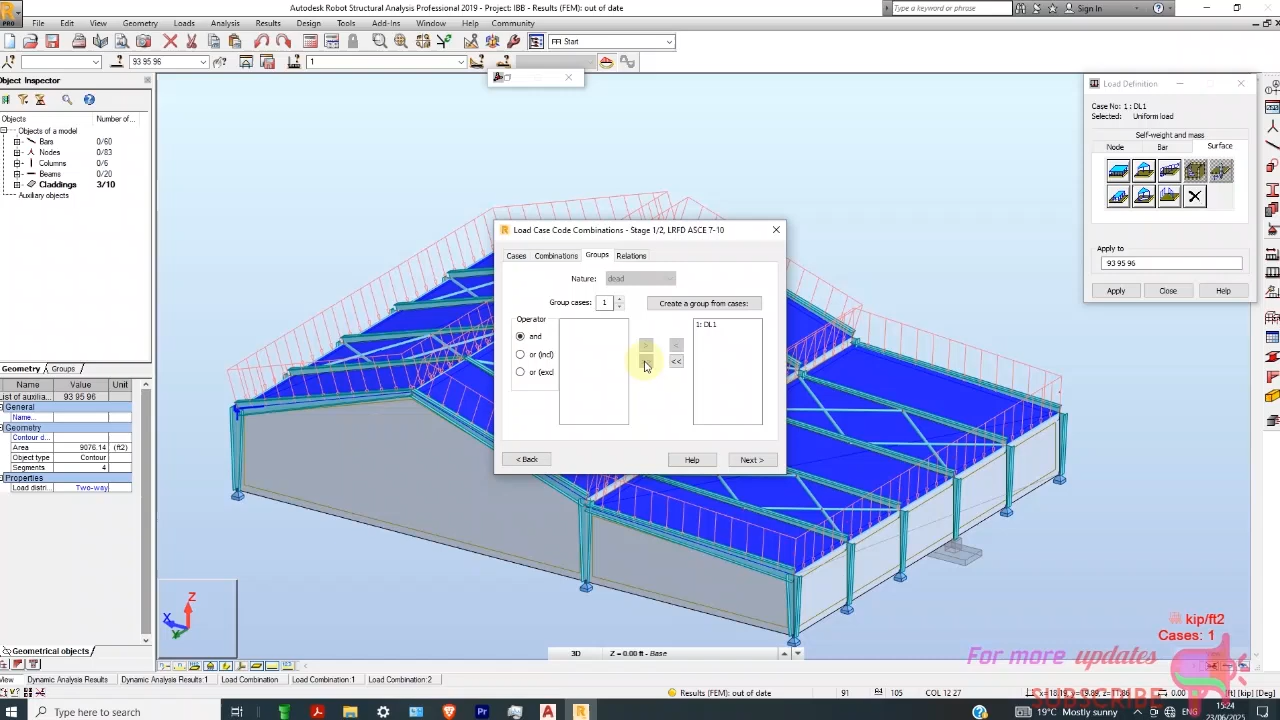 Autodesk Robot Structural Analysis Professional 2019 - Project: IBB - Results (FEM): out of date
Type a keyword or phrase
Sign In
PRO
File Edit View Geometry Loads Analysis Results Design Tools Add-Ins Window Help Community
Start
93 95 96
1
Object Inspector
Objects Number of...
Objects of a model
Bars 0/60
Nodes 0/83
Columns 0/6
Beams 0/20
Claddings 3/10
Auxiliary objects
Geometry Groups
Name Value Unit
List of auxilia... 93 95 96
General
Name...
Geometry
Contour d...
Area 9076.14 (ft2)
Object type Contour
Segments 4
Properties
Load distri... Two-way
Geometrical objects
Load Case Code Combinations - Stage 1/2, LRFD ASCE 7-10
Cases Combinations Groups Relations
Nature: dead
Group cases: 1 Create a group from cases:
Operator
and
or (incl)
or (excl
1: DL1
> <
<<
< Back Help Next >
Load Definition
Case No: 1 : DL1
Selected: Uniform load
Self-weight and mass
Node Bar Surface
Apply to
93 95 96
Apply Close Help
Z
X
Y
3D Z = 0.00 ft - Base
kip/ft2
Cases: 1
For more updates
SUBSCRIBE
View Dynamic Analysis Results Dynamic Analysis Results:1 Load Combination Load Combination:1 Load Combination:2
Results (FEM): out of date 91 105 COL 12 27 0.00 [ft] [kip] [Deg]
Type here to search
19°C Mostly sunny ENG
15:24
23/06/2025